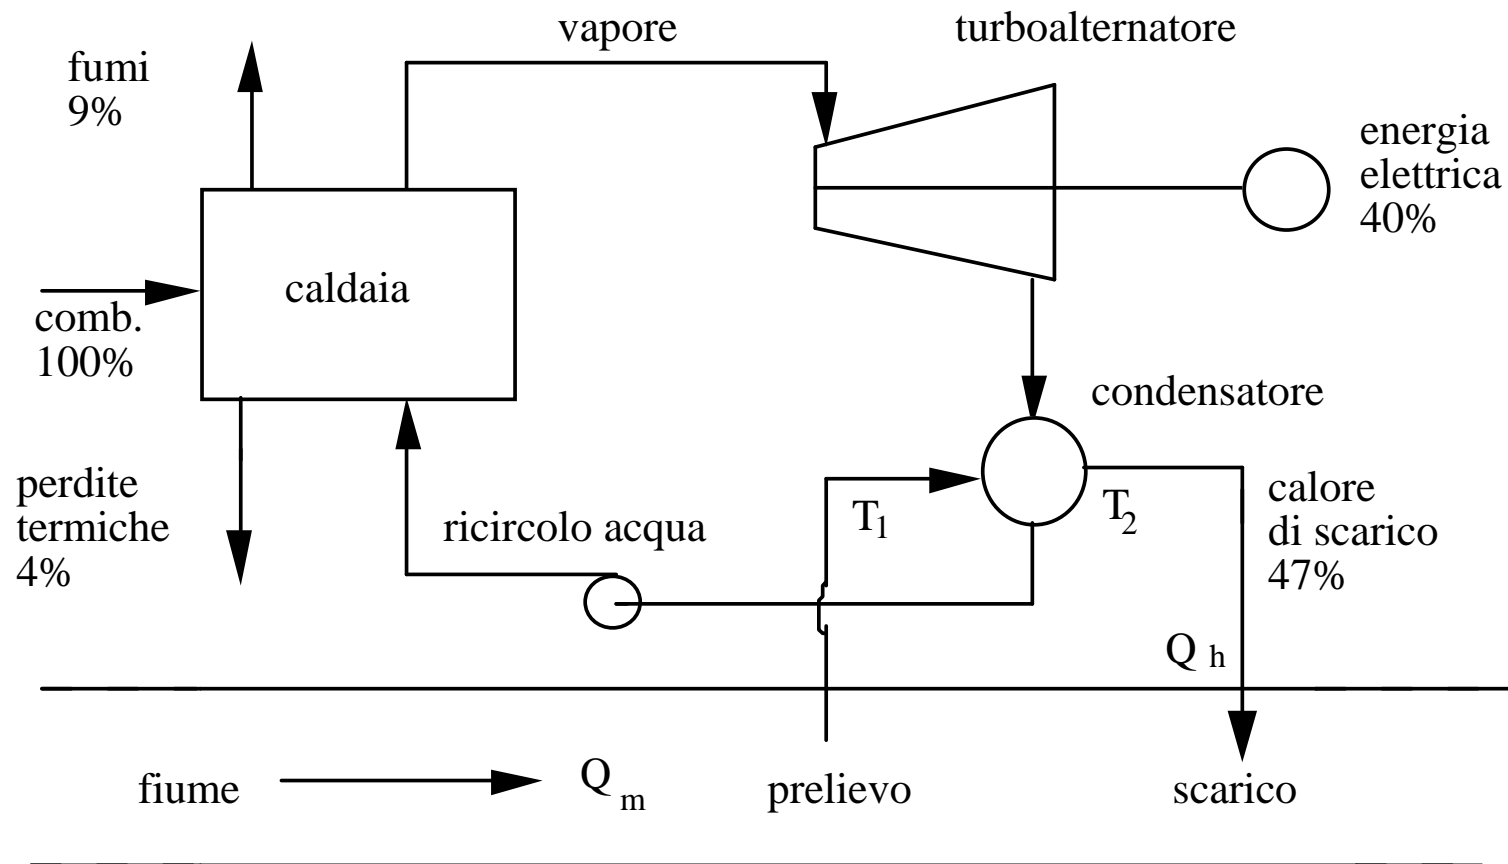 vapore
turboalternatore
fumi
9%
energia
elettrica
40%
caldaia
comb.
100%
condensatore
perdite
termiche
4%
ricircolo acqua
T1
T2
calore
di scarico
47%
Q h
fiume
Q m
prelievo
scarico